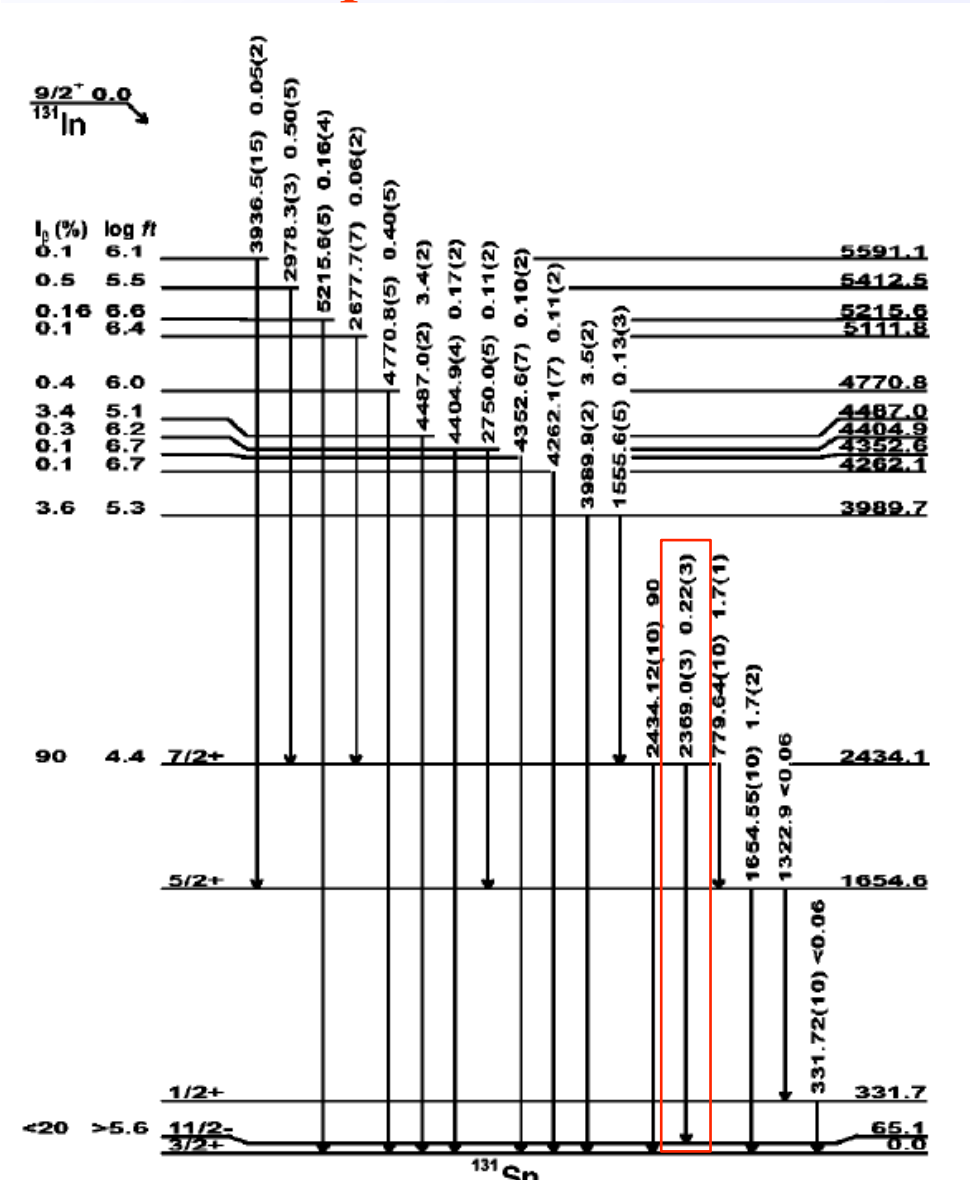 9/2+ 0.0
131In
Iβ (%) log ft
3936.5(15) 0.05(2)
2978.3(3) 0.50(5)
5215.6(5) 0.16(4)
2677.7(7) 0.06(2)
4770.8(5) 0.40(5)
4487.0(2) 3.4(2)
4404.9(4) 0.17(2)
2750.0(5) 0.11(2)
4352.6(7) 0.10(2)
4262.1(7) 0.11(2)
3989.9(2) 3.5(2)
1555.6(5) 0.13(3)
0.1 6.1 5591.1
0.5 5.5 5412.5
0.16 6.6 5215.6
0.1 6.4 5111.8
0.4 6.0 4770.8
3.4 5.1 4487.0
0.3 6.2 4404.9
0.1 6.7 4352.6
0.1 6.7 4262.1
3.6 5.3 3989.7
2434.12(10) 90
2369.0(3) 0.22(3)
779.64(10) 1.7(1)
1654.55(10) 1.7(2)
1322.9 <0.06
331.72(10) <0.06
90 4.4 7/2+ 2434.1
5/2+ 1654.6
1/2+ 331.7
<20 >5.6 11/2- 65.1
3/2+ 0.0
131Sn